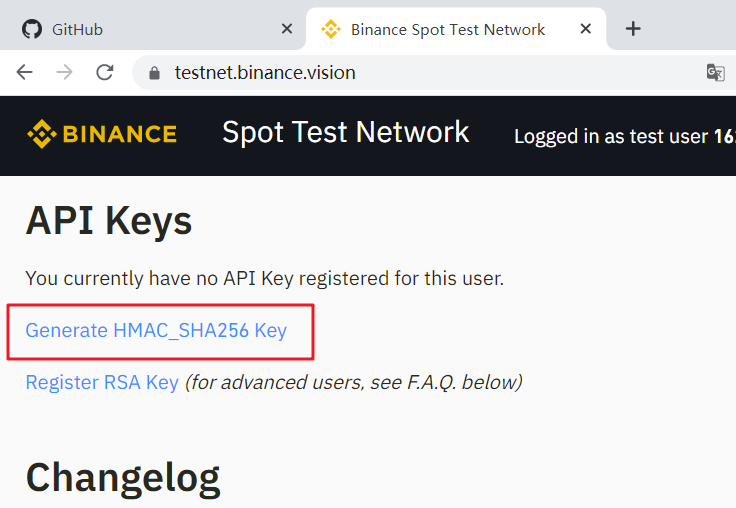 GitHub
Binance Spot Test Network
testnet.binance.vision
BINANCE Spot Test Network Logged in as test user 162
API Keys
You currently have no API Key registered for this user.
Generate HMAC_SHA256 Key
Register RSA Key (for advanced users, see F.A.Q. below)
Changelog